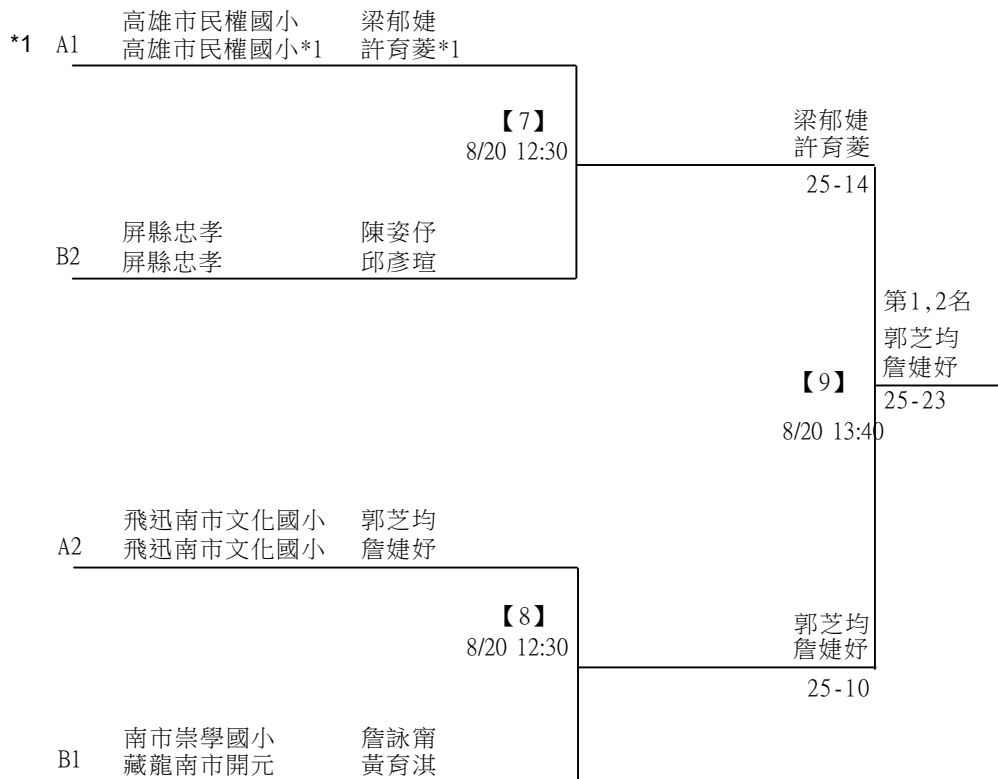 高雄市民權國小 梁郁婕
*1 A1 高雄市民權國小*1 許育菱*1
【7】
8/20 12:30
梁郁婕
許育菱
25-14
屏縣忠孝 陳姿伃
B2 屏縣忠孝 邱彥瑄
第1,2名
郭芝均
詹婕妤
【9】
25-23
8/20 13:40
飛迅南市文化國小 郭芝均
A2 飛迅南市文化國小 詹婕妤
【8】
8/20 12:30
郭芝均
詹婕妤
25-10
南市崇學國小 詹詠甯
B1 藏龍南市開元 黃育淇